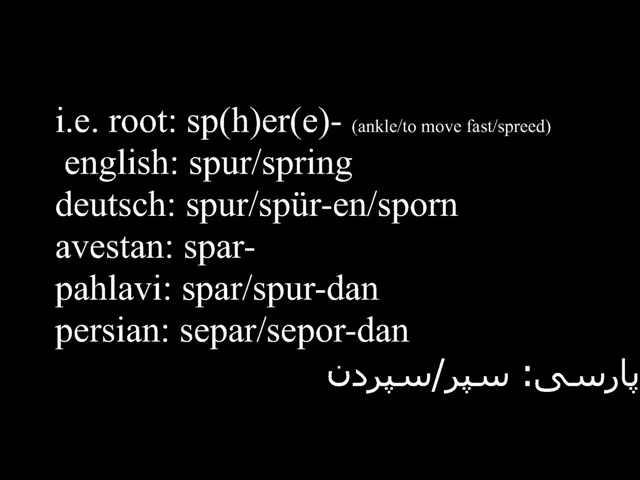 i.e. root: sp(h)er(e)- (ankle/to move fast/spreed)
english: spur/spring
deutsch: spur/spür-en/sporn
avestan: spar-
pahlavi: spar/spur-dan
persian: separ/sepor-dan
پارسی: سپر/سپردن